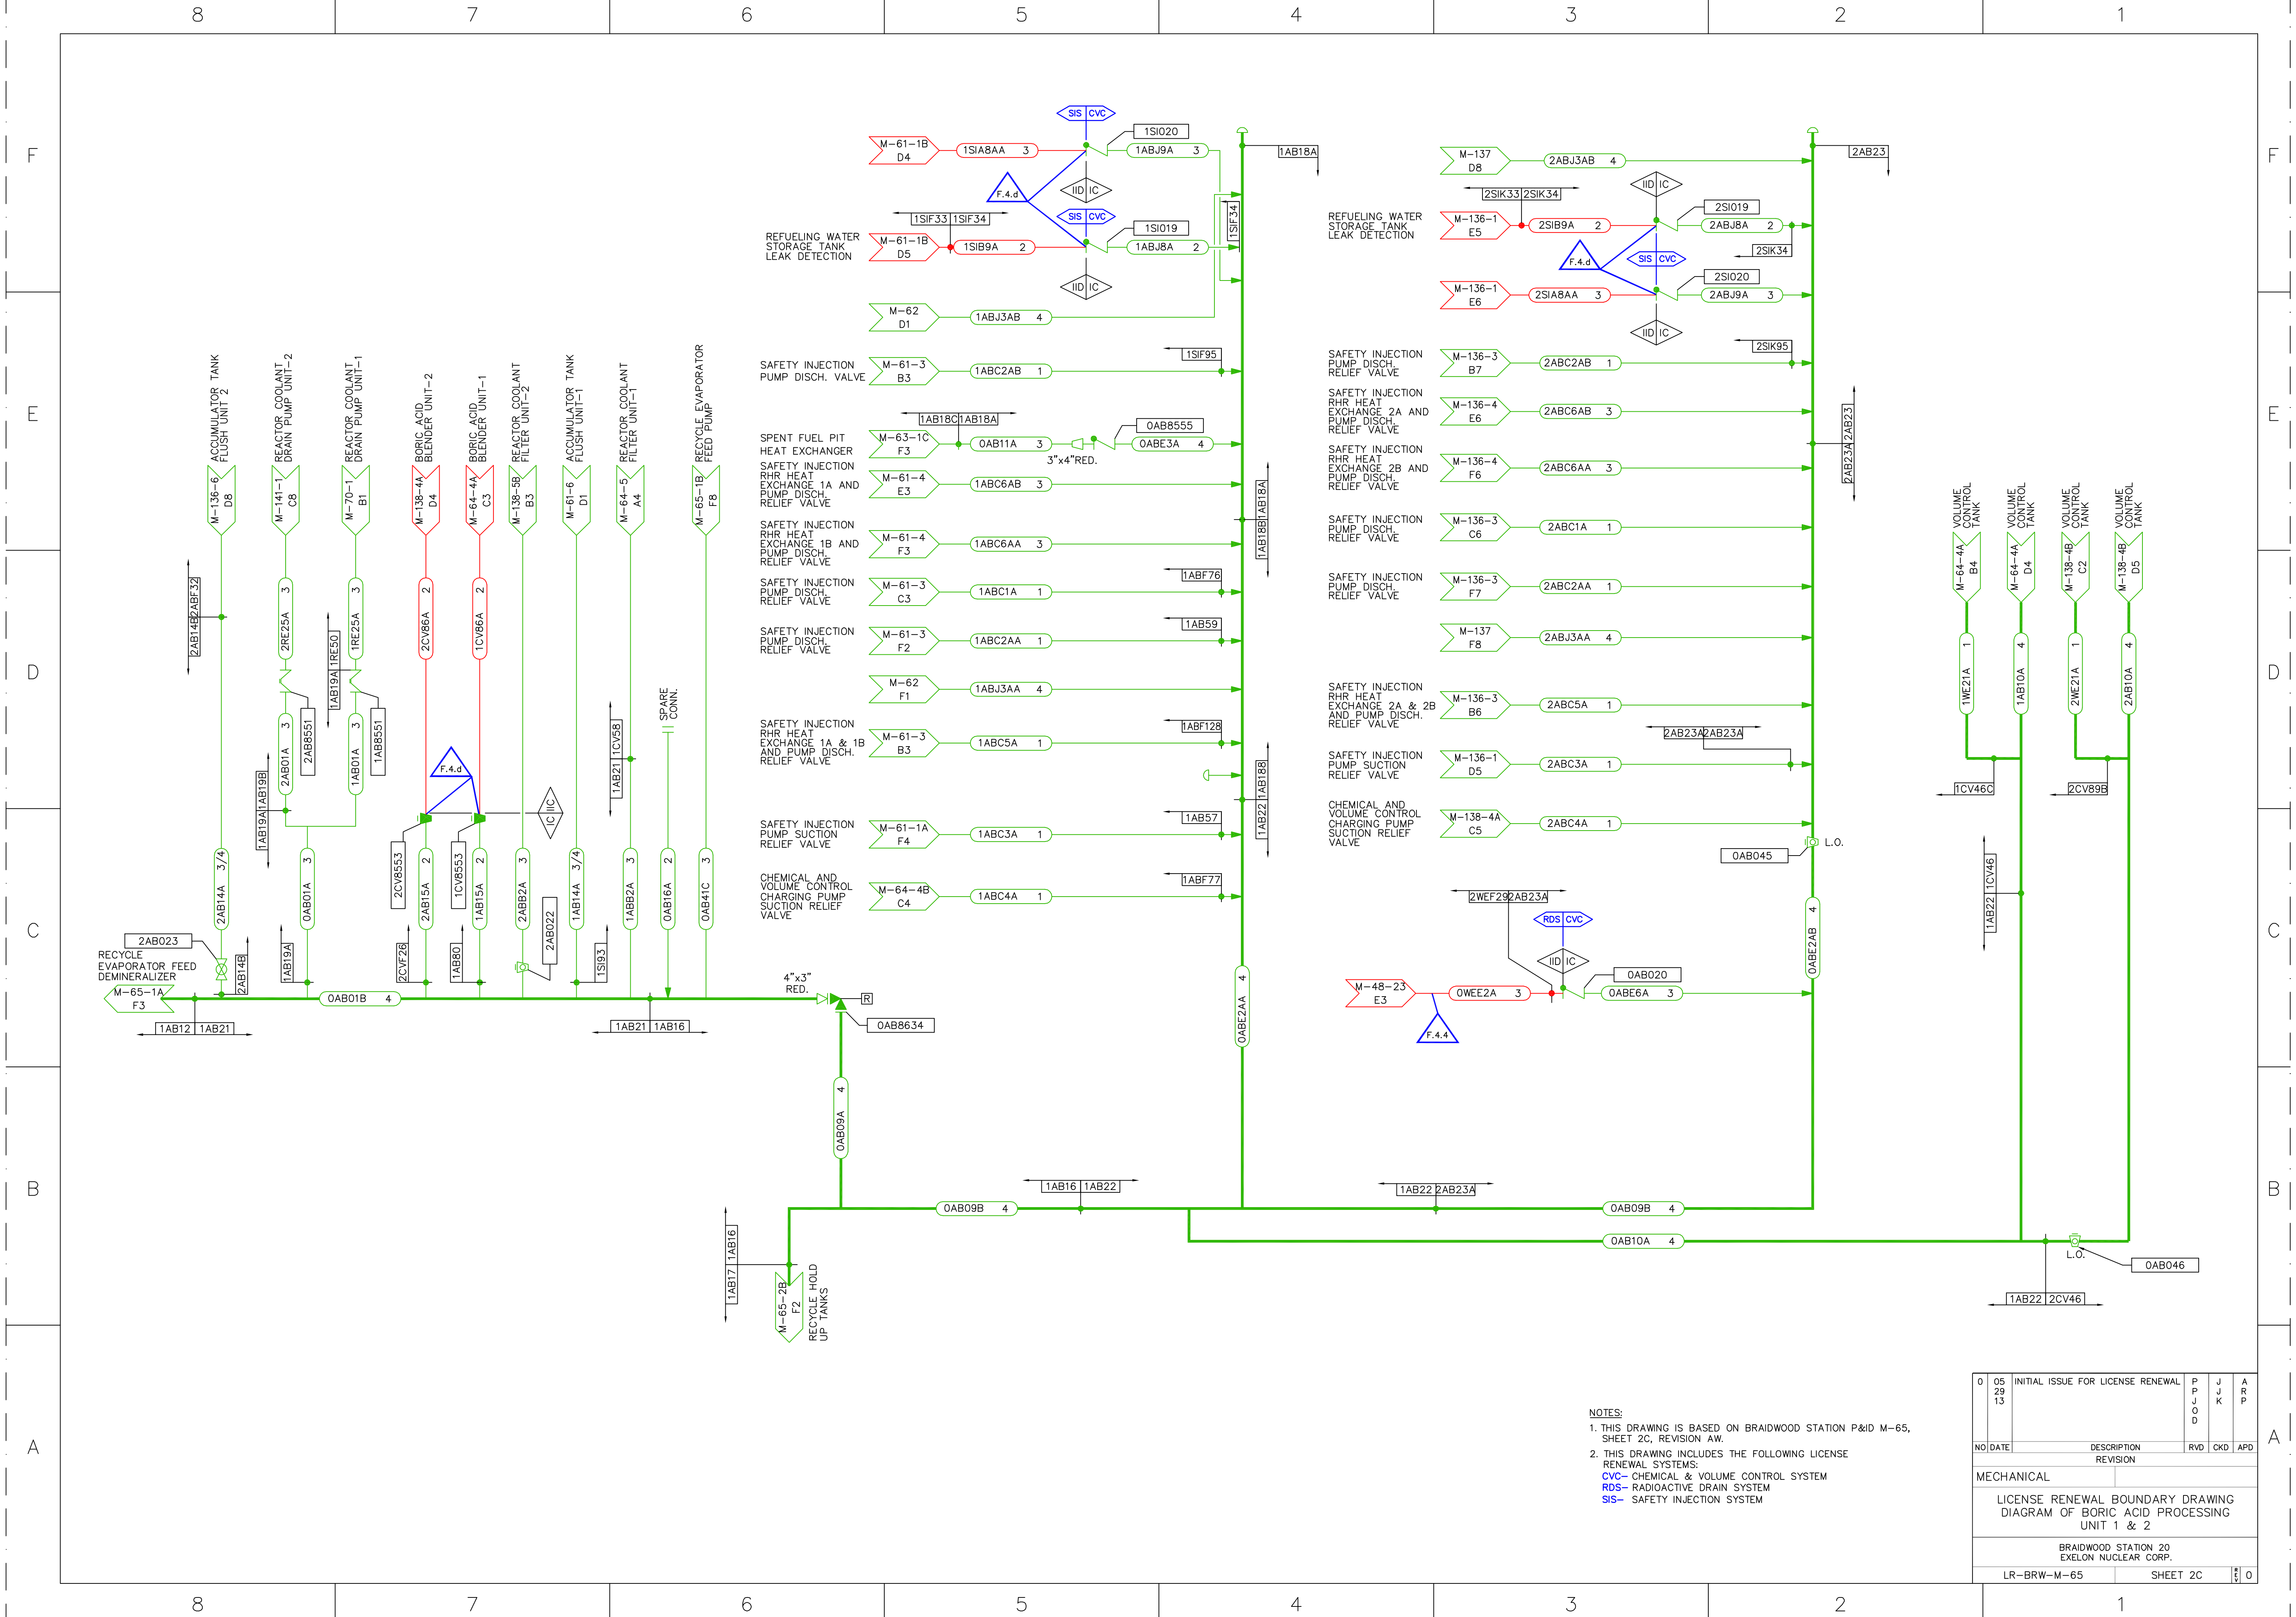 8
7
6
5
4
3
2
1
F
E
D
C
B
A
F
E
D
C
B
A
SIS CVC
M-61-1B
D4
1SIA8AA 3
1SI020
1ABJ9A 3
1AB18A
F.4.d
IID IC
SIS CVC
1SIF33 1SIF34
1SIF34
REFUELING WATER
STORAGE TANK
LEAK DETECTION
M-61-1B
D5
1SIB9A 2
1SI019
1ABJ8A 2
IID IC
M-62
D1
1ABJ3AB 4
SAFETY INJECTION
PUMP DISCH. VALVE
M-61-3
B3
1ABC2AB 1
1SIF95
1AB18C 1AB18A
SPENT FUEL PIT
HEAT EXCHANGER
M-63-1C
F3
0AB11A 3
3"x4"RED.
0AB8555
0ABE3A 4
SAFETY INJECTION
RHR HEAT
EXCHANGE 1A AND
PUMP DISCH.
RELIEF VALVE
M-61-4
E3
1ABC6AB 3
1AB18B 1AB18A
SAFETY INJECTION
RHR HEAT
EXCHANGE 1B AND
PUMP DISCH.
RELIEF VALVE
M-61-4
F3
1ABC6AA 3
SAFETY INJECTION
PUMP DISCH.
RELIEF VALVE
M-61-3
C3
1ABC1A 1
1ABF76
SAFETY INJECTION
PUMP DISCH.
RELIEF VALVE
M-61-3
F2
1ABC2AA 1
1AB59
M-62
F1
1ABJ3AA 4
SAFETY INJECTION
RHR HEAT
EXCHANGE 1A & 1B
AND PUMP DISCH.
RELIEF VALVE
M-61-3
B3
1ABC5A 1
1ABF128
1AB22 1AB188
SAFETY INJECTION
PUMP SUCTION
RELIEF VALVE
M-61-1A
F4
1ABC3A 1
1AB57
CHEMICAL AND
VOLUME CONTROL
CHARGING PUMP
SUCTION RELIEF
VALVE
M-64-4B
C4
1ABC4A 1
1ABF77
0ABE2AA 4
M-137
D8
2ABJ3AB 4
2AB23
2SIK33 2SIK34
IID IC
REFUELING WATER
STORAGE TANK
LEAK DETECTION
M-136-1
E5
2SIB9A 2
2SI019
2ABJ8A 2
2SIK34
F.4.d
SIS CVC
M-136-1
E6
2SIA8AA 3
2SI020
2ABJ9A 3
IID IC
SAFETY INJECTION
PUMP DISCH.
RELIEF VALVE
M-136-3
B7
2ABC2AB 1
2SIK95
SAFETY INJECTION
RHR HEAT
EXCHANGE 2A AND
PUMP DISCH.
RELIEF VALVE
M-136-4
E6
2ABC6AB 3
2AB23A 2AB23
SAFETY INJECTION
RHR HEAT
EXCHANGE 2B AND
PUMP DISCH.
RELIEF VALVE
M-136-4
F6
2ABC6AA 3
SAFETY INJECTION
PUMP DISCH.
RELIEF VALVE
M-136-3
C6
2ABC1A 1
SAFETY INJECTION
PUMP DISCH.
RELIEF VALVE
M-136-3
F7
2ABC2AA 1
M-137
F8
2ABJ3AA 4
SAFETY INJECTION
RHR HEAT
EXCHANGE 2A & 2B
AND PUMP DISCH.
RELIEF VALVE
M-136-3
B6
2ABC5A 1
2AB23A 2AB23A
SAFETY INJECTION
PUMP SUCTION
RELIEF VALVE
M-136-1
D5
2ABC3A 1
CHEMICAL AND
VOLUME CONTROL
CHARGING PUMP
SUCTION RELIEF
VALVE
M-138-4A
C5
2ABC4A 1
0AB045
L.O.
2WEF29 2AB23A
RDS CVC
IID IC
M-48-23
E3
0WEE2A 3
0AB020
0ABE6A 3
F.4.4
0ABE2AB 4
ACCUMULATOR TANK
FLUSH UNIT 2
M-136-6
D8
2AB14B 2ABF32
2AB14A 3/4
2AB023
2AB14B
REACTOR COOLANT
DRAIN PUMP UNIT-2
M-141-1
C8
2RE25A 3
2AB8551
2AB01A 3
1AB19A 1AB19B
0AB01A 3
1AB19A
REACTOR COOLANT
DRAIN PUMP UNIT-1
M-70-1
B1
1RE25A 3
1AB19A 1RE50
1AB8551
1AB01A 3
BORIC ACID
BLENDER UNIT-2
M-138-4A
D4
2CV86A 2
F.4.d
2CV8553
2AB15A 2
2CVF26
BORIC ACID
BLENDER UNIT-1
M-64-4A
C3
1CV86A 2
IC IIC
1CV8553
1AB15A 2
1AB80
REACTOR COOLANT
FILTER UNIT-2
M-138-5B
B3
2ABB2A 3
2AB022
ACCUMULATOR TANK
FLUSH UNIT-1
M-61-6
D1
1AB14A 3/4
1SI93
REACTOR COOLANT
FILTER UNIT-1
M-64-5
A4
1AB21 1CV58
1ABB2A 3
SPARE
CONN.
0AB16A 2
RECYCLE EVAPORATOR
FEED PUMP
M-65-1B
F8
0AB41C 3
RECYCLE
EVAPORATOR FEED
DEMINERALIZER
M-65-1A
F3
1AB12 1AB21
0AB01B 4
1AB21 1AB16
4"x3"
RED.
R
0AB8634
0AB09A 4
1AB17 1AB16
M-65-2B
F2
RECYCLE HOLD
UP TANKS
0AB09B 4
1AB16 1AB22
1AB22 2AB23A
0AB09B 4
0AB10A 4
VOLUME
CONTROL
TANK
M-64-4A
B4
1WE21A 1
1CV46C
VOLUME
CONTROL
TANK
M-64-4A
D4
1AB10A 4
1AB22 1CV46
VOLUME
CONTROL
TANK
M-138-4B
C2
2WE21A 1
2CV89B
VOLUME
CONTROL
TANK
M-138-4B
D5
2AB10A 4
L.O.
0AB046
1AB22 2CV46
NOTES:
1. THIS DRAWING IS BASED ON BRAIDWOOD STATION P&ID M-65,
SHEET 2C, REVISION AW.
2. THIS DRAWING INCLUDES THE FOLLOWING LICENSE
RENEWAL SYSTEMS:
CVC- CHEMICAL & VOLUME CONTROL SYSTEM
RDS- RADIOACTIVE DRAIN SYSTEM
SIS- SAFETY INJECTION SYSTEM
0 05 29 13 INITIAL ISSUE FOR LICENSE RENEWAL PPJOD JJK ARP
NO DATE DESCRIPTION RVD CKD APD
REVISION
MECHANICAL
LICENSE RENEWAL BOUNDARY DRAWING
DIAGRAM OF BORIC ACID PROCESSING
UNIT 1 & 2
BRAIDWOOD STATION 20
EXELON NUCLEAR CORP.
LR-BRW-M-65 SHEET 2C REV 0
8
7
6
5
4
3
2
1